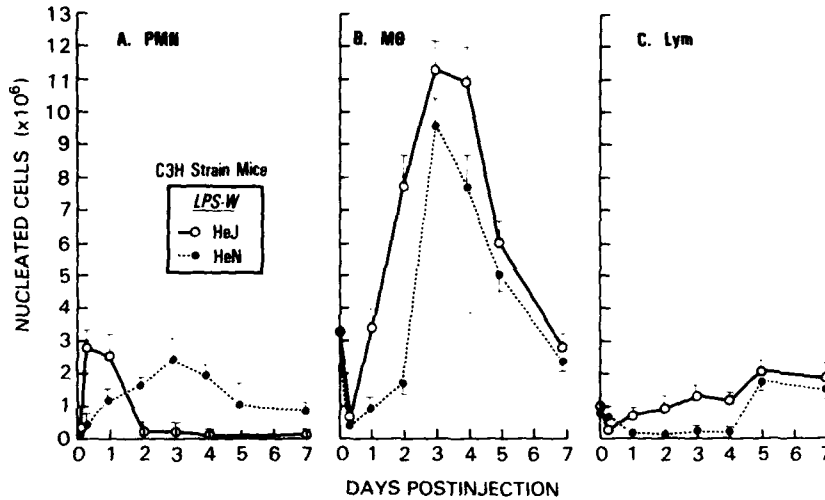 A. PMN
B. MΘ
C. Lym
NUCLEATED CELLS (x10⁶)
13
12
11
10
9
8
7
6
5
4
3
2
1
0
C3H Strain Mice
LPS-W
HeJ
HeN
0 1 2 3 4 5 6 7
0 1 2 3 4 5 6 7
0 1 2 3 4 5 6 7
DAYS POSTINJECTION